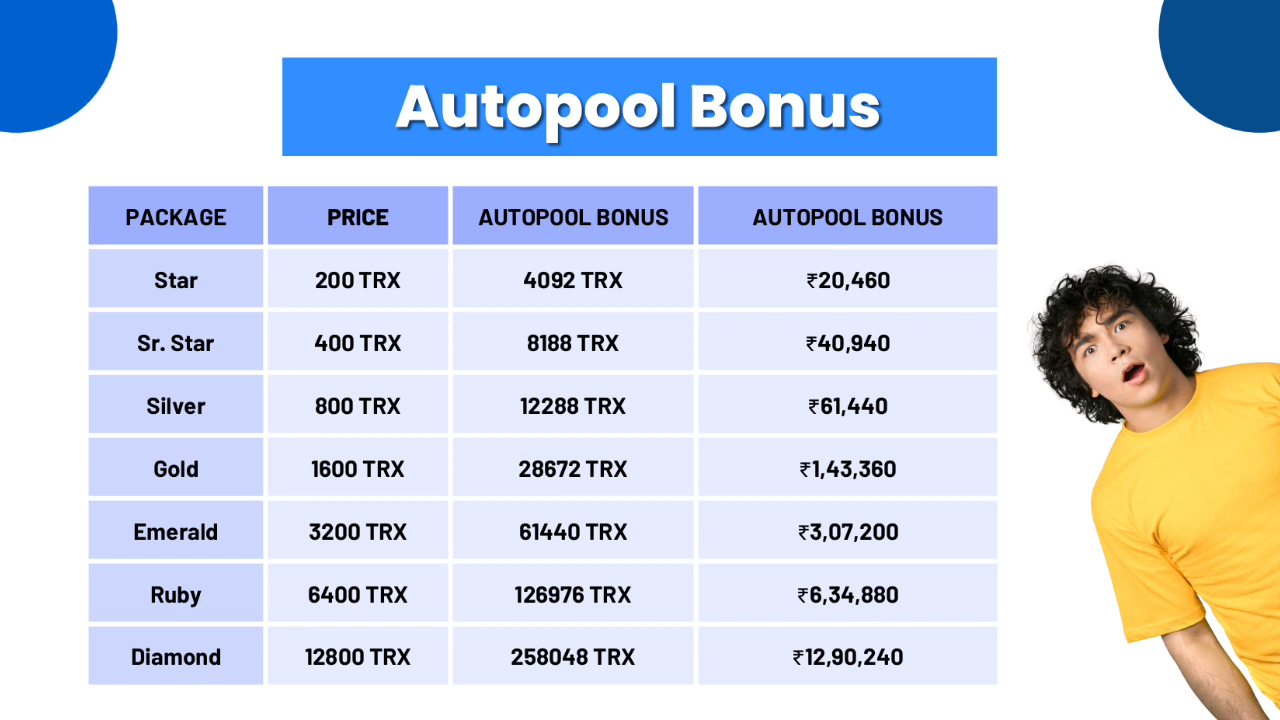 Autopool Bonus
PACKAGE PRICE AUTOPOOL BONUS AUTOPOOL BONUS
Star 200 TRX 4092 TRX ₹20,460
Sr. Star 400 TRX 8188 TRX ₹40,940
Silver 800 TRX 12288 TRX ₹61,440
Gold 1600 TRX 28672 TRX ₹1,43,360
Emerald 3200 TRX 61440 TRX ₹3,07,200
Ruby 6400 TRX 126976 TRX ₹6,34,880
Diamond 12800 TRX 258048 TRX ₹12,90,240